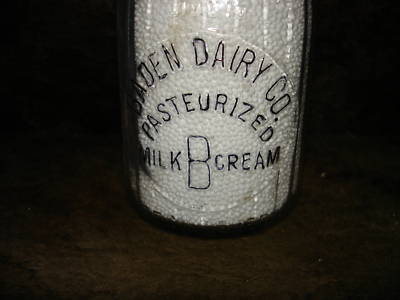 BADEN DAIRY CO.
PASTEURIZED
MILK B CREAM